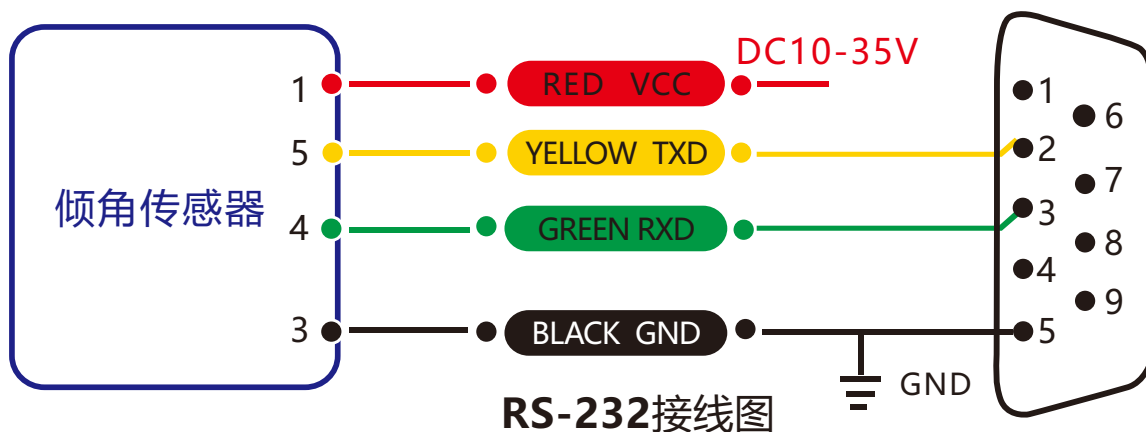 DC10-35V
1 RED VCC
5 YELLOW TXD
倾角传感器
4 GREEN RXD
3 BLACK GND
GND
1
6
2
7
3
8
4
9
5
RS-232接线图